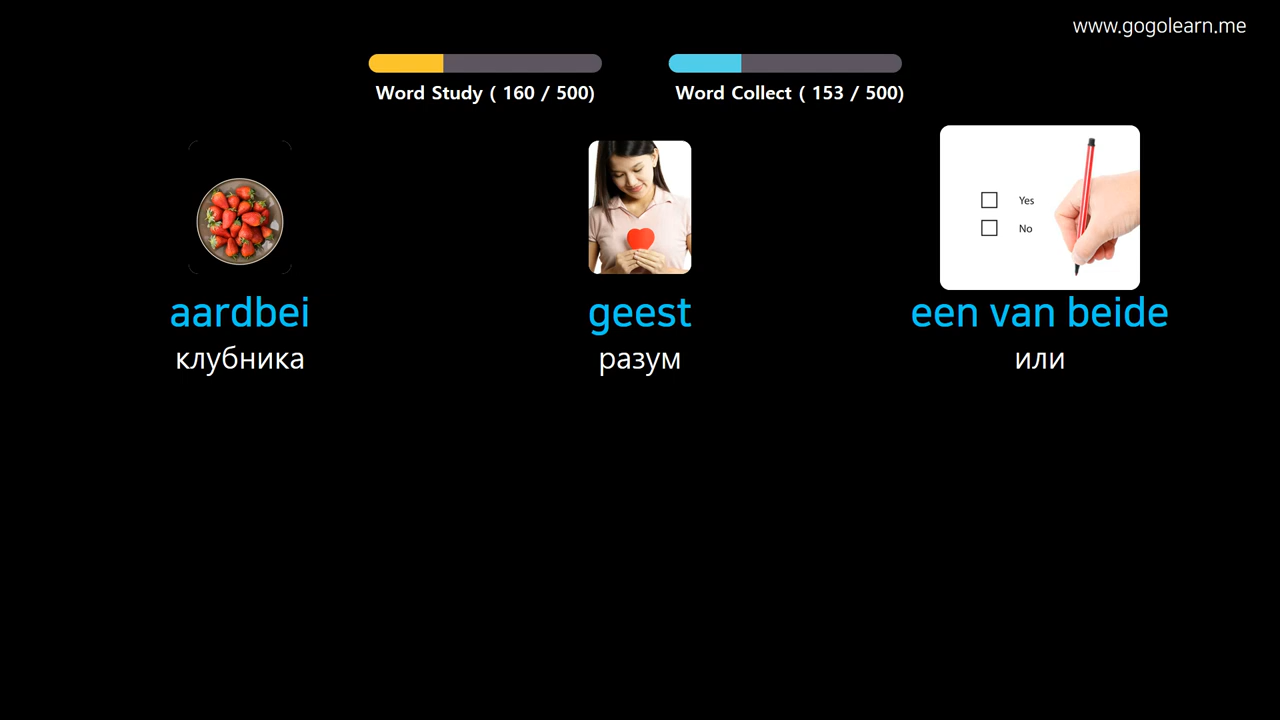 www.gogolearn.me
Word Study ( 160 / 500)
Word Collect ( 153 / 500)
Yes
No
aardbei
geest
een van beide
клубника
разум
или